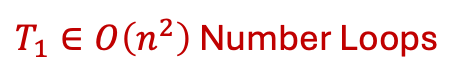 T₁ ∈ O(n²) Number Loops